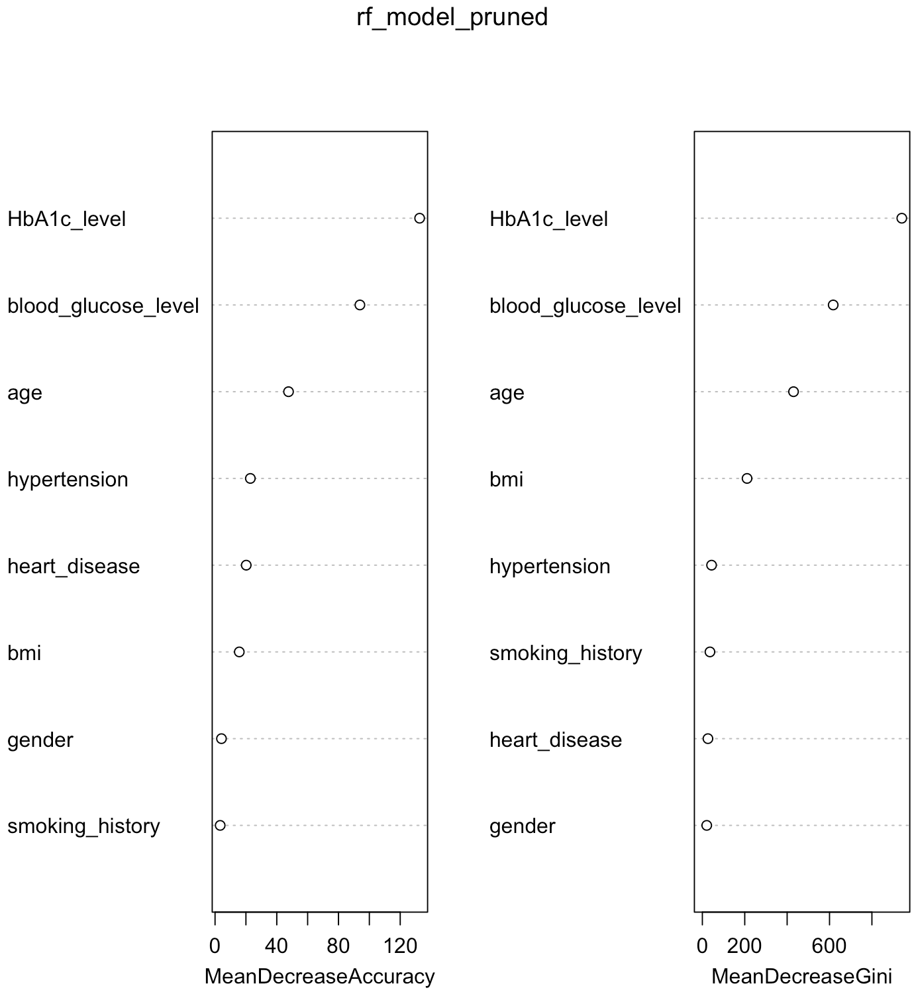 rf_model_pruned
HbA1c_level
blood_glucose_level
age
hypertension
heart_disease
bmi
gender
smoking_history
0 40 80 120
MeanDecreaseAccuracy
HbA1c_level
blood_glucose_level
age
bmi
hypertension
smoking_history
heart_disease
gender
0 200 600
MeanDecreaseGini